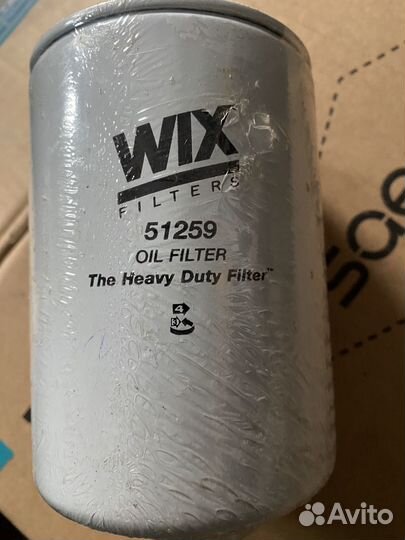 WIX
FILTERS
51259
OIL FILTER
The Heavy Duty Filter™
4
Avito